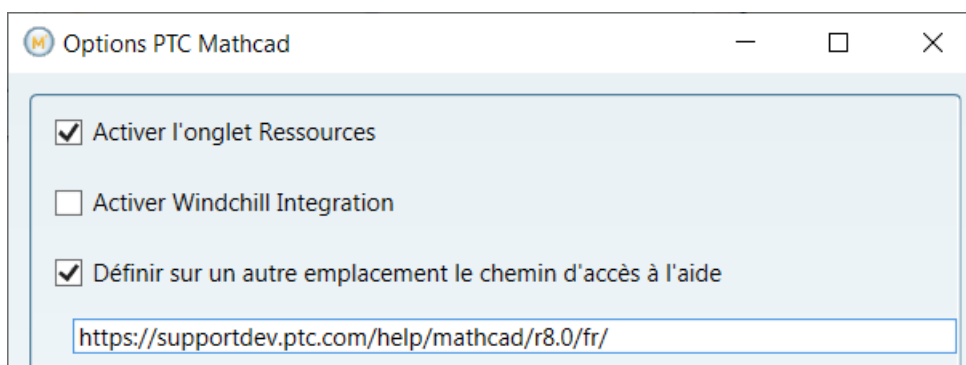 Options PTC Mathcad
Activer l'onglet Ressources
Activer Windchill Integration
Définir sur un autre emplacement le chemin d'accès à l'aide
https://supportdev.ptc.com/help/mathcad/r8.0/fr/